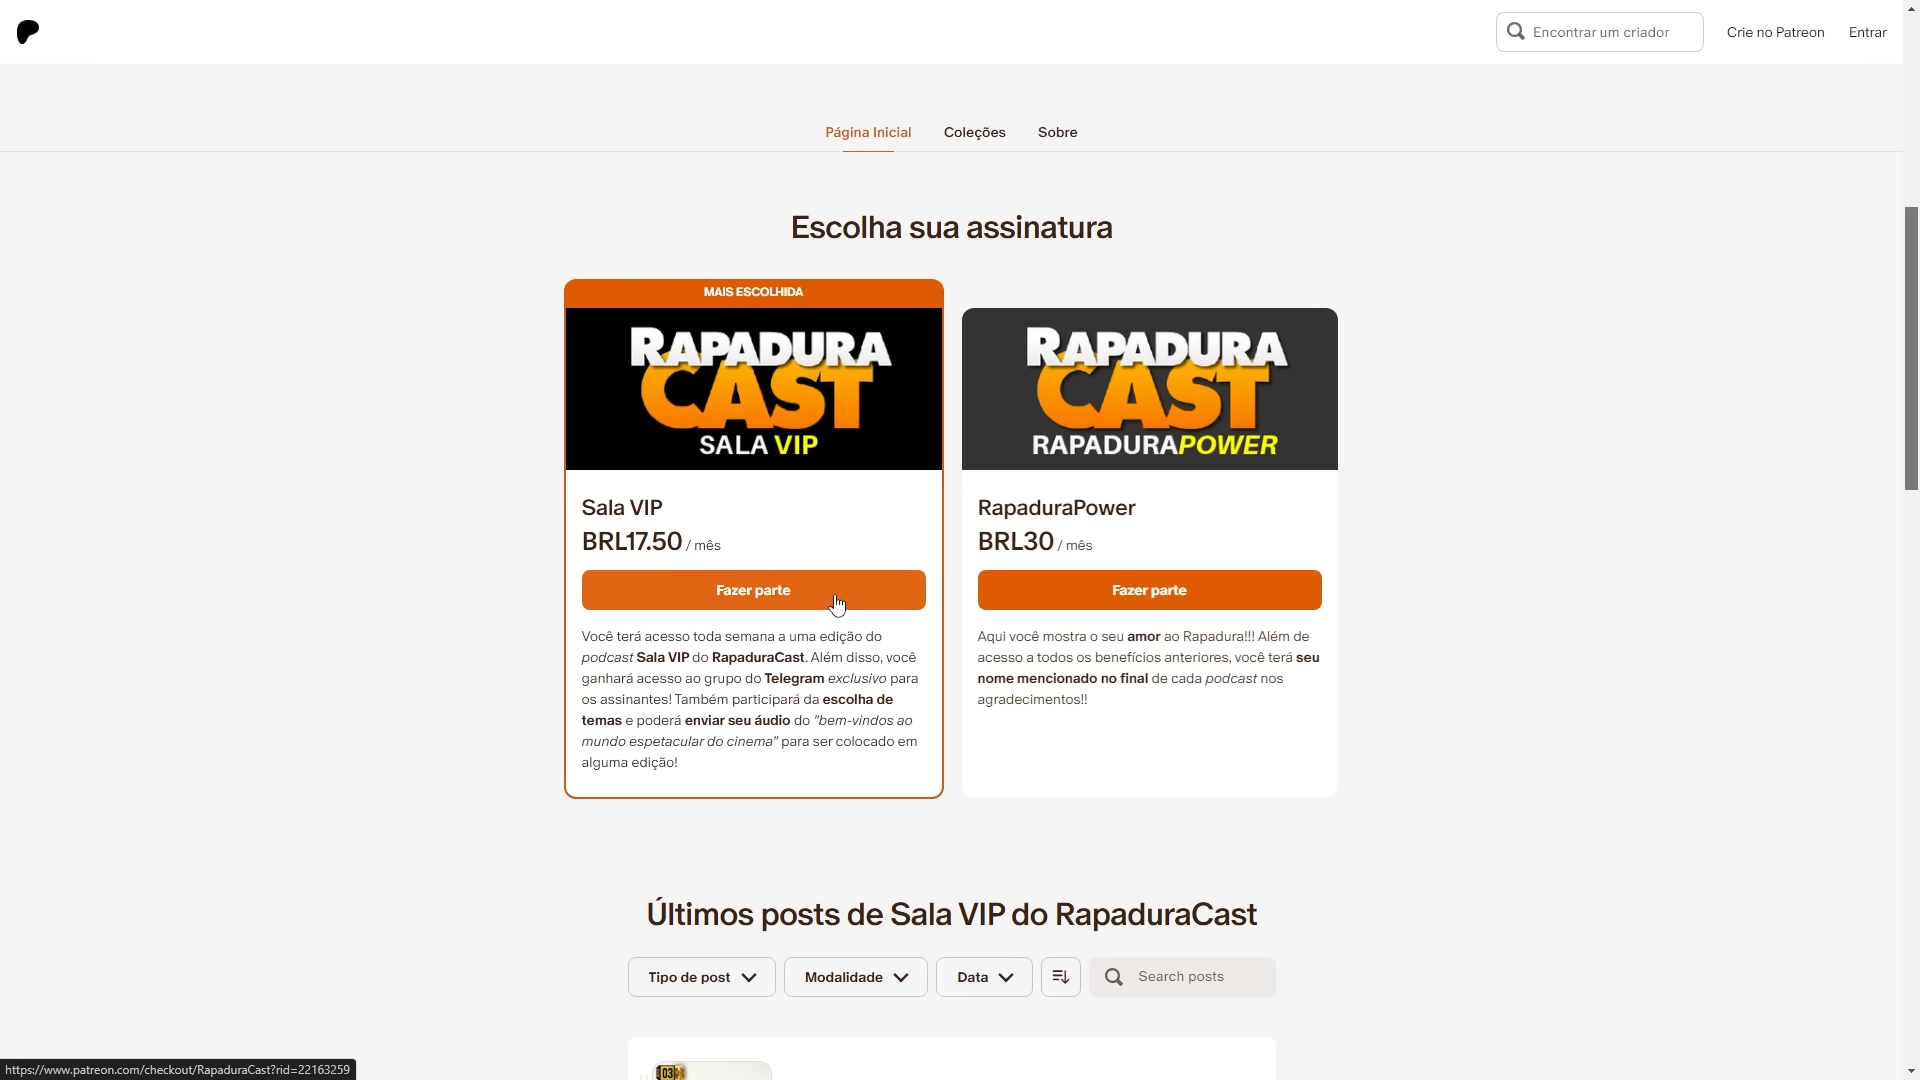 Encontrar um criador
Crie no Patreon
Entrar
Página Inicial
Coleções
Sobre
Escolha sua assinatura
MAIS ESCOLHIDA
RAPADURA
CAST
SALA VIP
Sala VIP
BRL17.50 / mês
Fazer parte
Você terá acesso toda semana a uma edição do
podcast Sala VIP do RapaduraCast. Além disso, você
ganhará acesso ao grupo do Telegram exclusivo para
os assinantes! Também participará da escolha de
temas e poderá enviar seu áudio do "bem-vindos ao
mundo espetacular do cinema" para ser colocado em
alguma edição!
RAPADURA
CAST
RAPADURAPOWER
RapaduraPower
BRL30 / mês
Fazer parte
Aqui você mostra o seu amor ao Rapadura!!! Além de
acesso a todos os benefícios anteriores, você terá seu
nome mencionado no final de cada podcast nos
agradecimentos!!
Últimos posts de Sala VIP do RapaduraCast
Tipo de post
Modalidade
Data
Search posts
03
https://www.patreon.com/checkout/RapaduraCast?rid=22163259